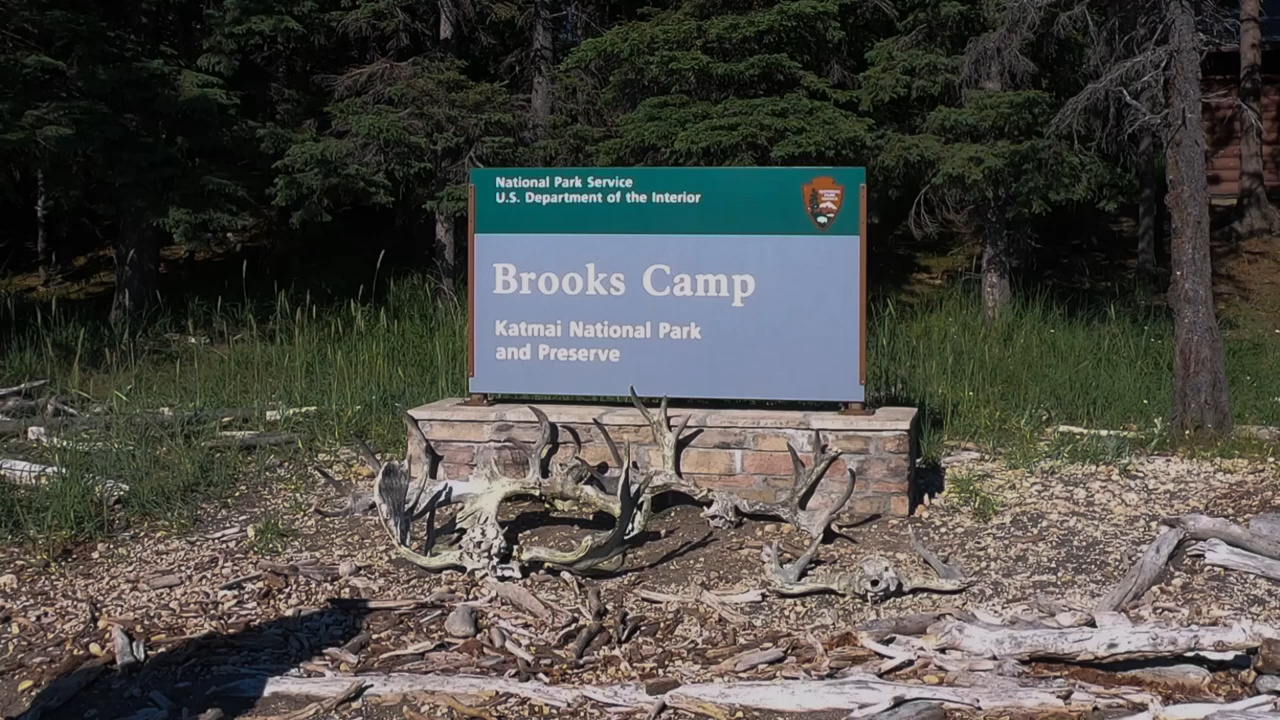 National Park Service
U.S. Department of the Interior
Brooks Camp
Katmai National Park
and Preserve